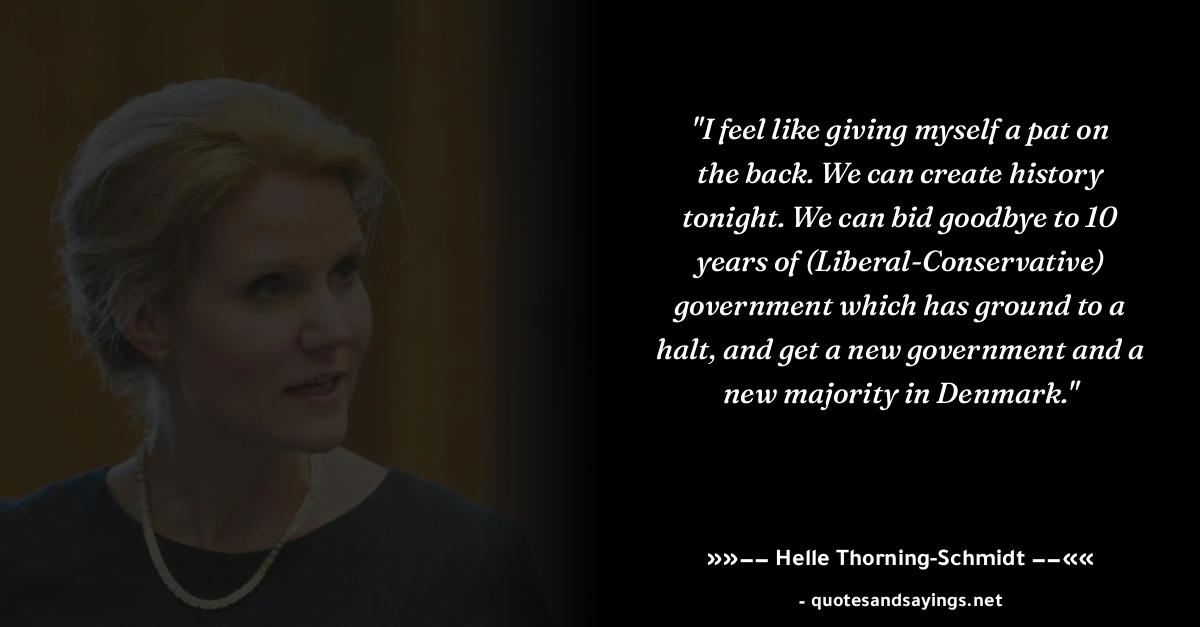 "I feel like giving myself a pat on
the back. We can create history
tonight. We can bid goodbye to 10
years of (Liberal-Conservative)
government which has ground to a
halt, and get a new government and a
new majority in Denmark."
»»−− Helle Thorning-Schmidt −−««
- quotesandsayings.net